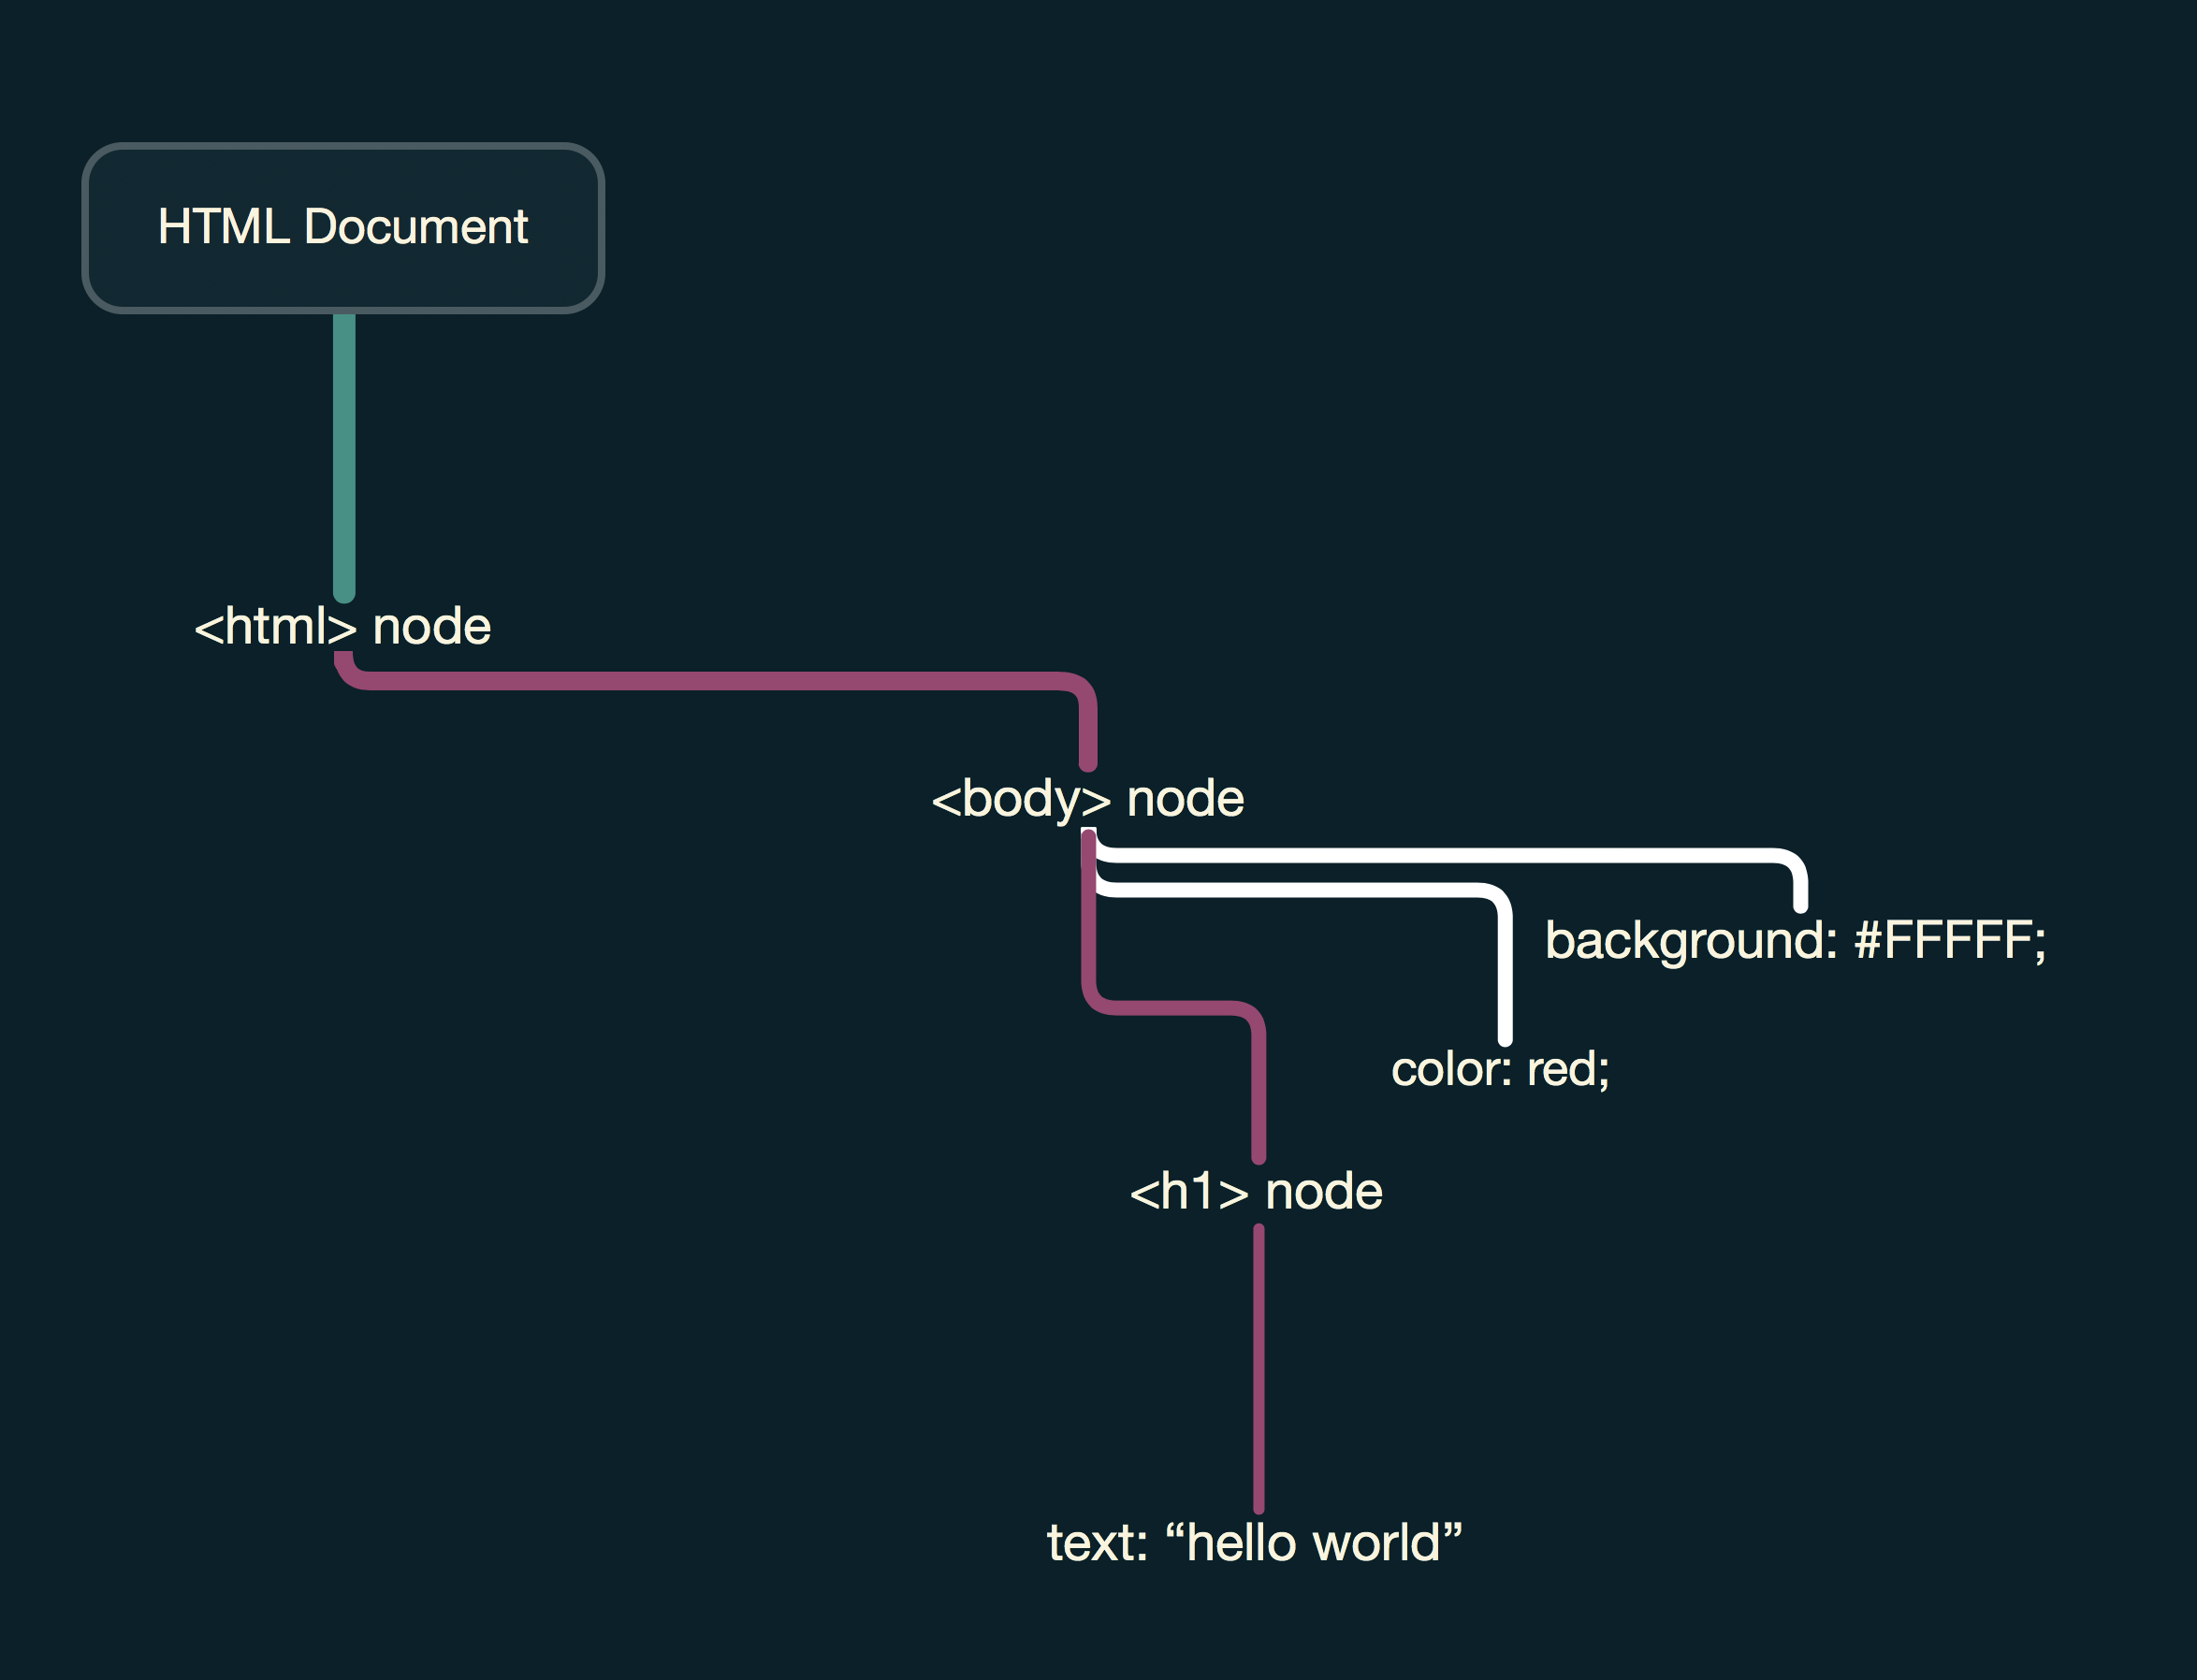 HTML Document
<html> node
<body> node
background: #FFFFF;
color: red;
<h1> node
text: “hello world”